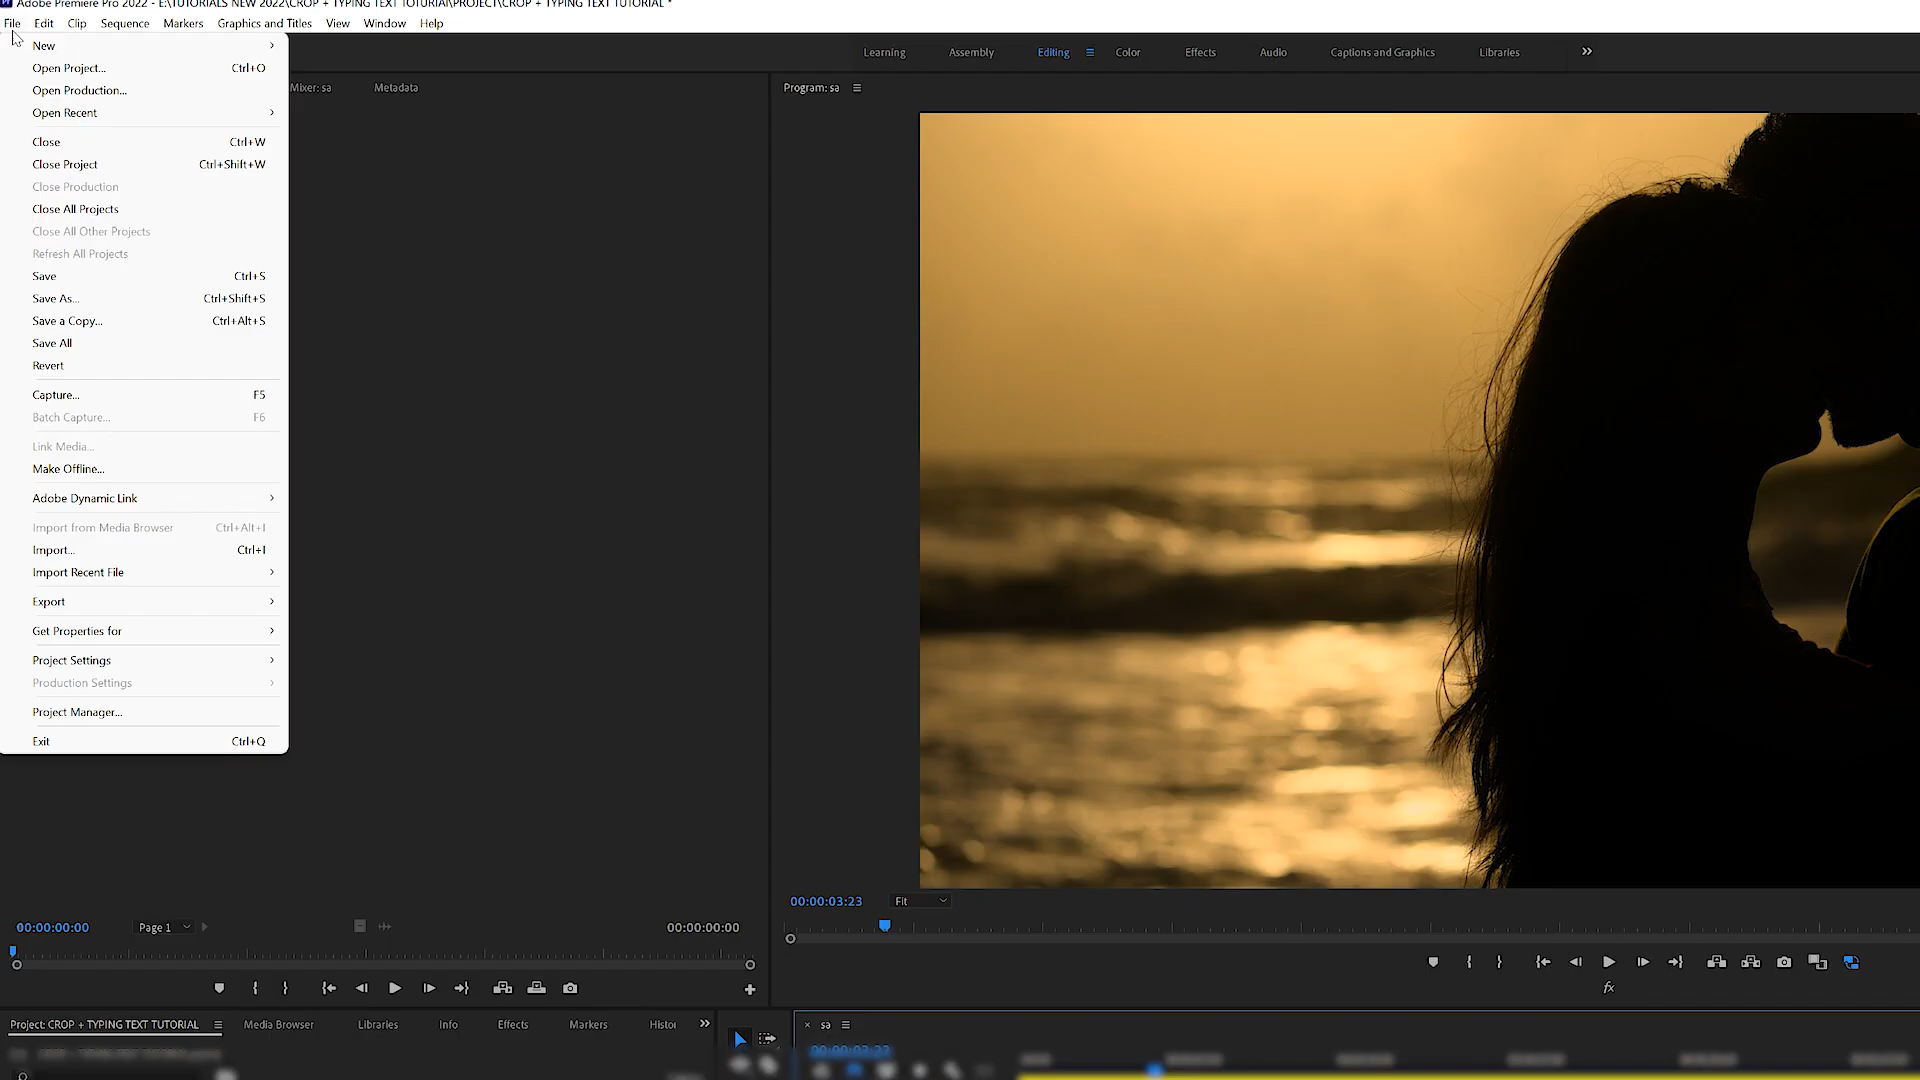 Adobe Premiere Pro 2022 - E:\TUTORIALS NEW 2022\CROP + TYPING TEXT TOTURIAI\PROJECT\CROP + TYPING TEXT TUTORIAL *
File Edit Clip Sequence Markers Graphics and Titles View Window Help
Learning Assembly Editing Color Effects Audio Captions and Graphics Libraries
Mixer: sa Metadata
Program: sa
New
Open Project... Ctrl+O
Open Production...
Open Recent
Close Ctrl+W
Close Project Ctrl+Shift+W
Close Production
Close All Projects
Close All Other Projects
Refresh All Projects
Save Ctrl+S
Save As... Ctrl+Shift+S
Save a Copy... Ctrl+Alt+S
Save All
Revert
Capture... F5
Batch Capture... F6
Link Media...
Make Offline...
Adobe Dynamic Link
Import from Media Browser Ctrl+Alt+I
Import... Ctrl+I
Import Recent File
Export
Get Properties for
Project Settings
Production Settings
Project Manager...
Exit Ctrl+Q
00:00:03:23 Fit
00:00:00:00 Page 1 00:00:00:00
fx
Project: CROP + TYPING TEXT TUTORIAL Media Browser Libraries Info Effects Markers Histor
sa
00:00:03:23